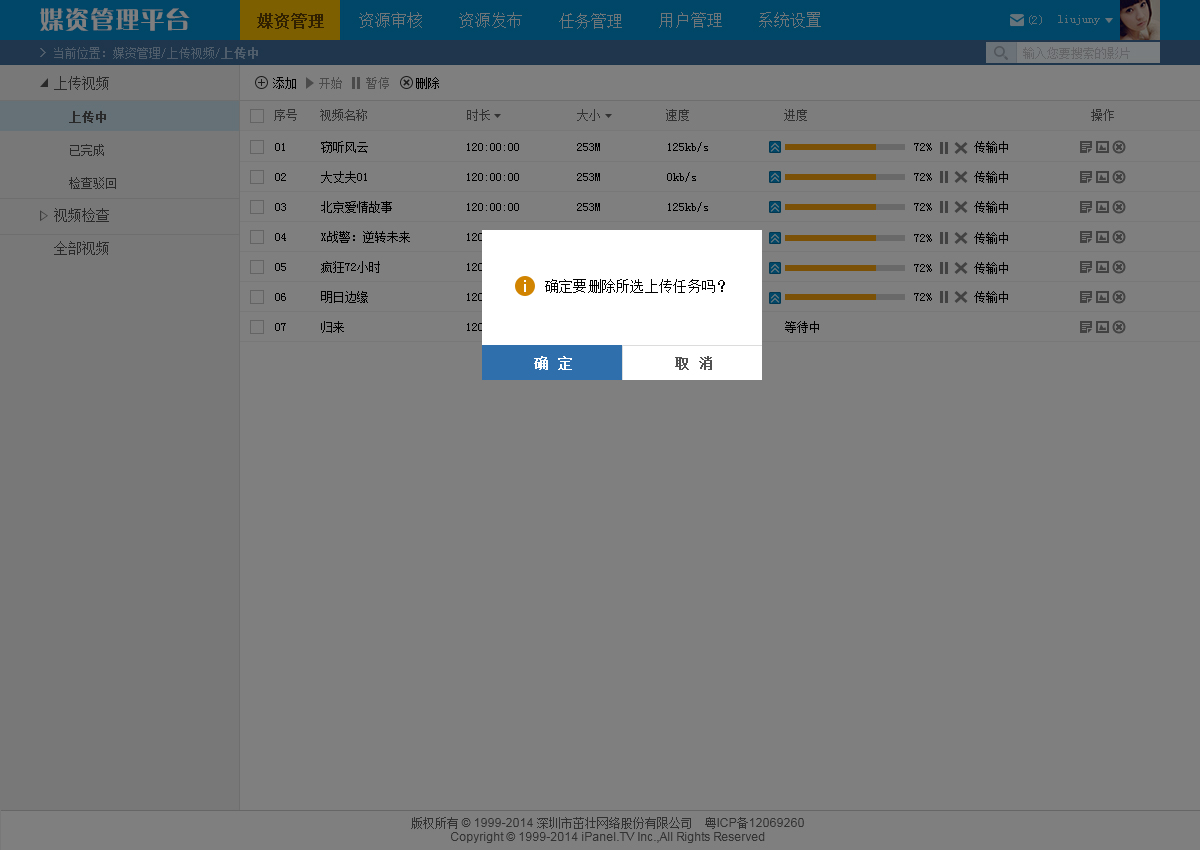 媒资管理平台 媒资管理 资源审核 资源发布 任务管理 用户管理 系统设置 (2) liujuny
当前位置: 媒资管理/上传视频/上传中 输入您要搜索的影片
上传视频
上传中
已完成
检查驳回
视频检查
全部视频
添加 开始 暂停 删除
序号 视频名称 时长 大小 速度 进度 操作
01 窃听风云 120:00:00 253M 125kb/s 72% 传输中
02 大丈夫01 120:00:00 253M 0kb/s 72% 传输中
03 北京爱情故事 120:00:00 253M 125kb/s 72% 传输中
04 X战警: 逆转未来 120 72% 传输中
05 疯狂72小时 120 72% 传输中
06 明日边缘 120 72% 传输中
07 归来 120 等待中
确定要删除所选上传任务吗?
确 定 取 消
版权所有 © 1999-2014 深圳市茁壮网络股份有限公司 粤ICP备12069260
Copyright © 1999-2014 iPanel.TV Inc.,All Rights Reserved